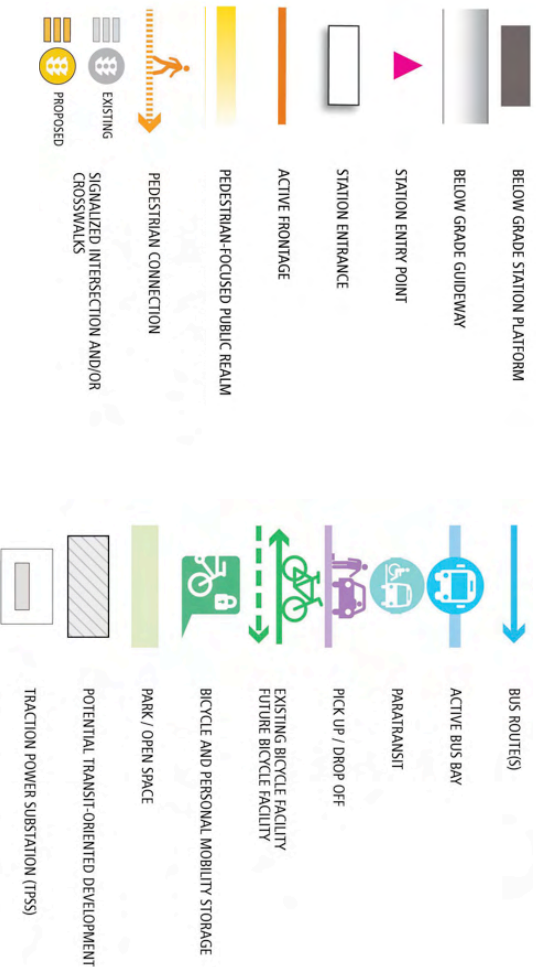 BELOW GRADE STATION PLATFORM
BELOW GRADE GUIDEWAY
STATION ENTRY POINT
STATION ENTRANCE
ACTIVE FRONTAGE
PEDESTRIAN-FOCUSED PUBLIC REALM
PEDESTRIAN CONNECTION
EXISTING
PROPOSED
SIGNALIZED INTERSECTION AND/OR
CROSSWALKS
BUS ROUTE(S)
ACTIVE BUS BAY
PARATRANSIT
PICK UP / DROP OFF
EXISTING BICYCLE FACILITY
FUTURE BICYCLE FACILITY
BICYCLE AND PERSONAL MOBILITY STORAGE
PARK / OPEN SPACE
POTENTIAL TRANSIT-ORIENTED DEVELOPMENT
TRACTION POWER SUBSTATION (TPSS)